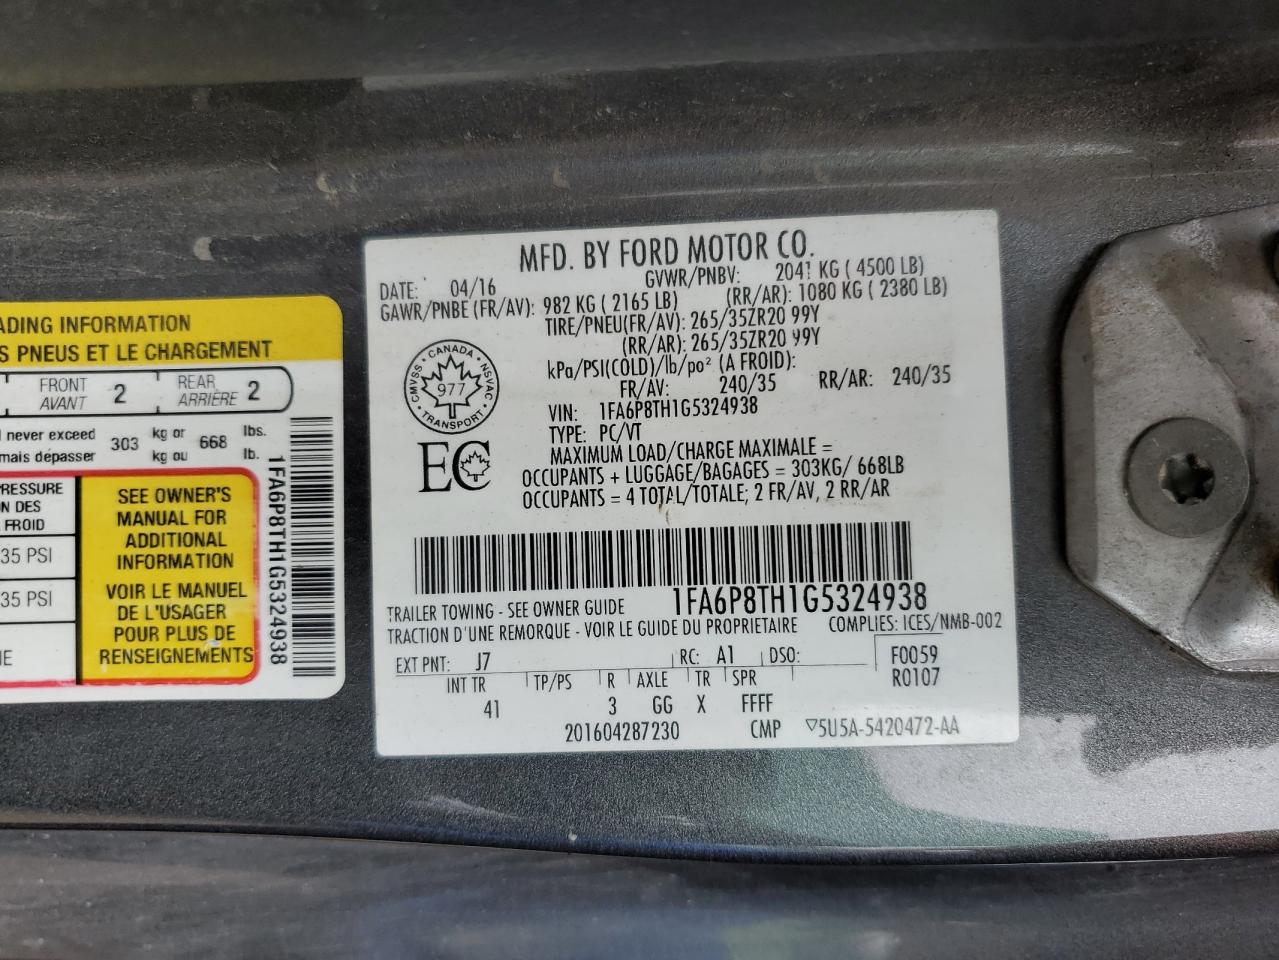 ADING INFORMATION
S PNEUS ET LE CHARGEMENT
FRONT
AVANT 2
REAR
ARRIÈRE 2
never exceed 303 kg or 668 lbs.
mais dépasser kg ou lb.
PRESSURE
ON DES
FROID
35 PSI
35 PSI
SEE OWNER'S
MANUAL FOR
ADDITIONAL
INFORMATION
VOIR LE MANUEL
DE L'USAGER
POUR PLUS DE
RENSEIGNEMENTS
1FA6P8TH1G5324938
MFD. BY FORD MOTOR CO.
DATE: 04/16 GVWR/PNBV: 2041 KG ( 4500 LB)
GAWR/PNBE (FR/AV): 982 KG ( 2165 LB) (RR/AR): 1080 KG ( 2380 LB)
TIRE/PNEU(FR/AV): 265/35ZR20 99Y
(RR/AR): 265/35ZR20 99Y
kPa/PSI(COLD)/lb/po² (A FROID):
FR/AV: 240/35 RR/AR: 240/35
CMVSS · CANADA · NSVAC · TRANSPORT ·
977
EC
VIN: 1FA6P8TH1G5324938
TYPE: PC/VT
MAXIMUM LOAD/CHARGE MAXIMALE =
OCCUPANTS + LUGGAGE/BAGAGES = 303KG/ 668LB
OCCUPANTS = 4 TOTAL/TOTALE; 2 FR/AV, 2 RR/AR
TRAILER TOWING - SEE OWNER GUIDE 1FA6P8TH1G5324938
TRACTION D'UNE REMORQUE - VOIR LE GUIDE DU PROPRIETAIRE COMPLIES: ICES/NMB-002
EXT PNT: J7 RC: A1 DSO: F0059
R0107
INT TR TP/PS R AXLE TR SPR
41 3 GG X FFFF
201604287230 CMP ▽5U5A-5420472-AA